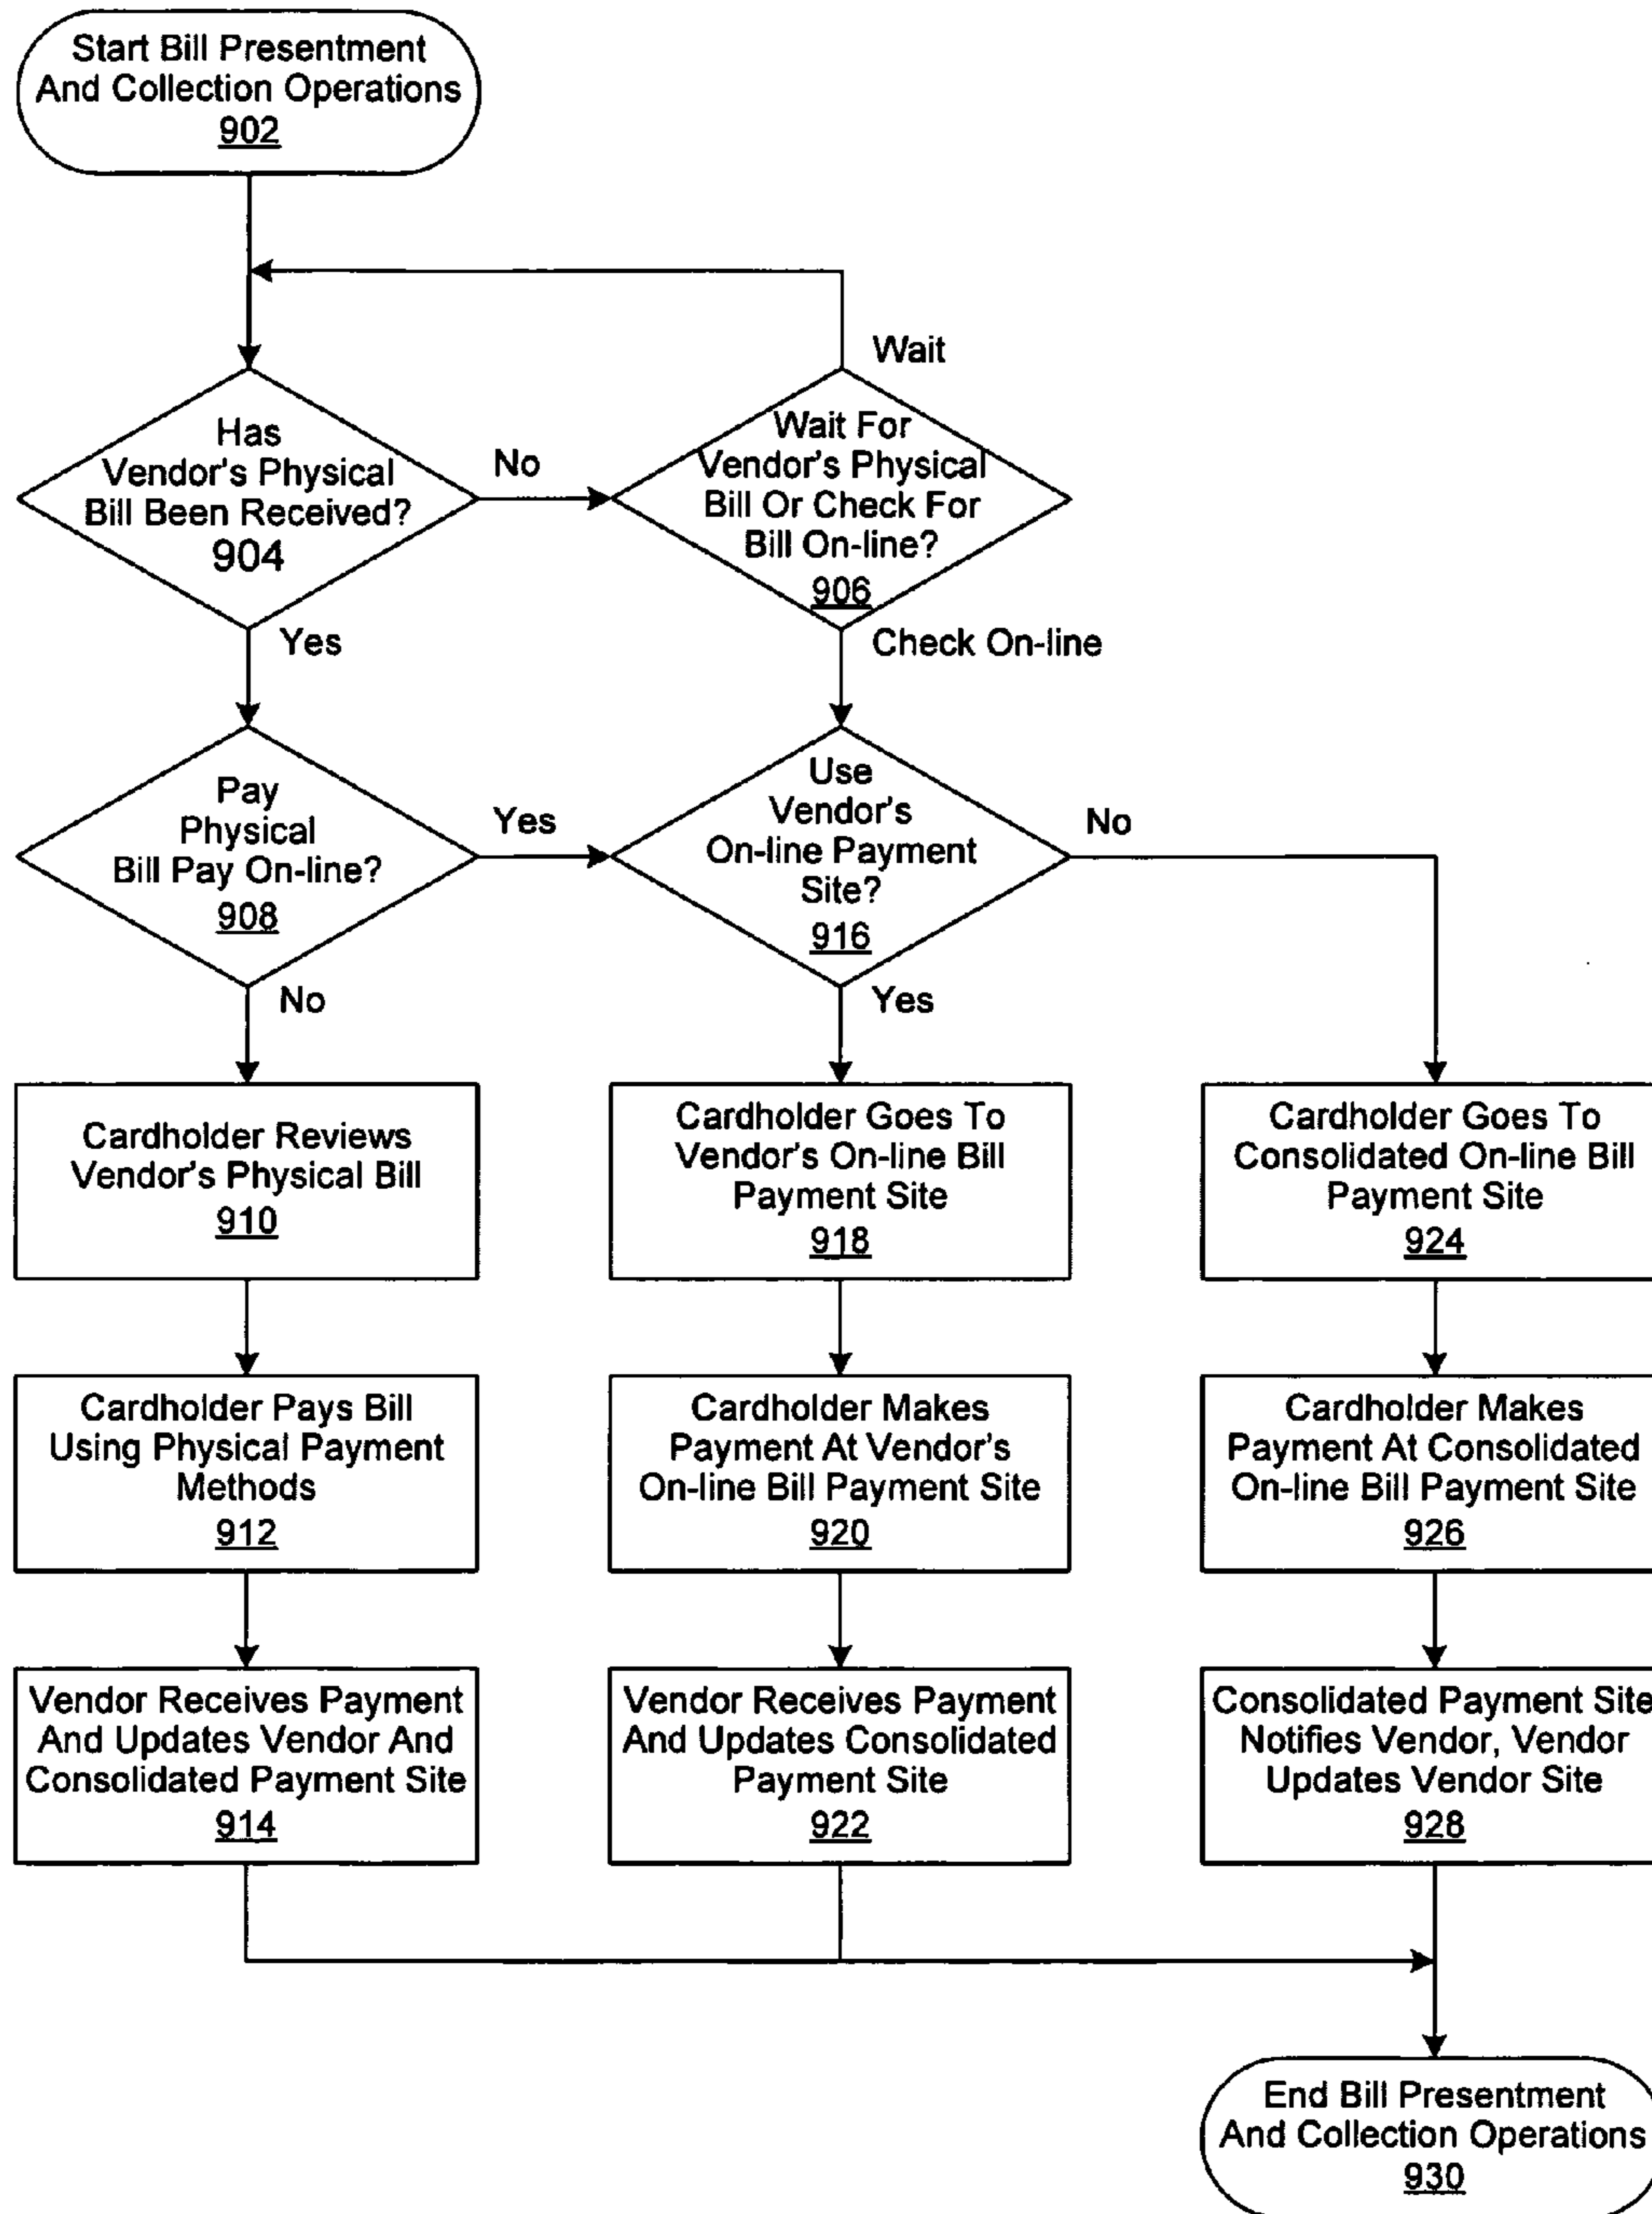 Start Bill Presentment
And Collection Operations
902
Wait
Has
Vendor's Physical
Bill Been Received?
904
No
Wait For
Vendor's Physical
Bill Or Check For
Bill On-line?
906
Yes
Check On-line
Pay
Physical
Bill Pay On-line?
908
Yes
Use
Vendor's
On-line Payment
Site?
916
No
No
Yes
Cardholder Reviews
Vendor's Physical Bill
910
Cardholder Goes To
Vendor's On-line Bill
Payment Site
918
Cardholder Goes To
Consolidated On-line Bill
Payment Site
924
Cardholder Pays Bill
Using Physical Payment
Methods
912
Cardholder Makes
Payment At Vendor's
On-line Bill Payment Site
920
Cardholder Makes
Payment At Consolidated
On-line Bill Payment Site
926
Vendor Receives Payment
And Updates Vendor And
Consolidated Payment Site
914
Vendor Receives Payment
And Updates Consolidated
Payment Site
922
Consolidated Payment Site
Notifies Vendor, Vendor
Updates Vendor Site
928
End Bill Presentment
And Collection Operations
930